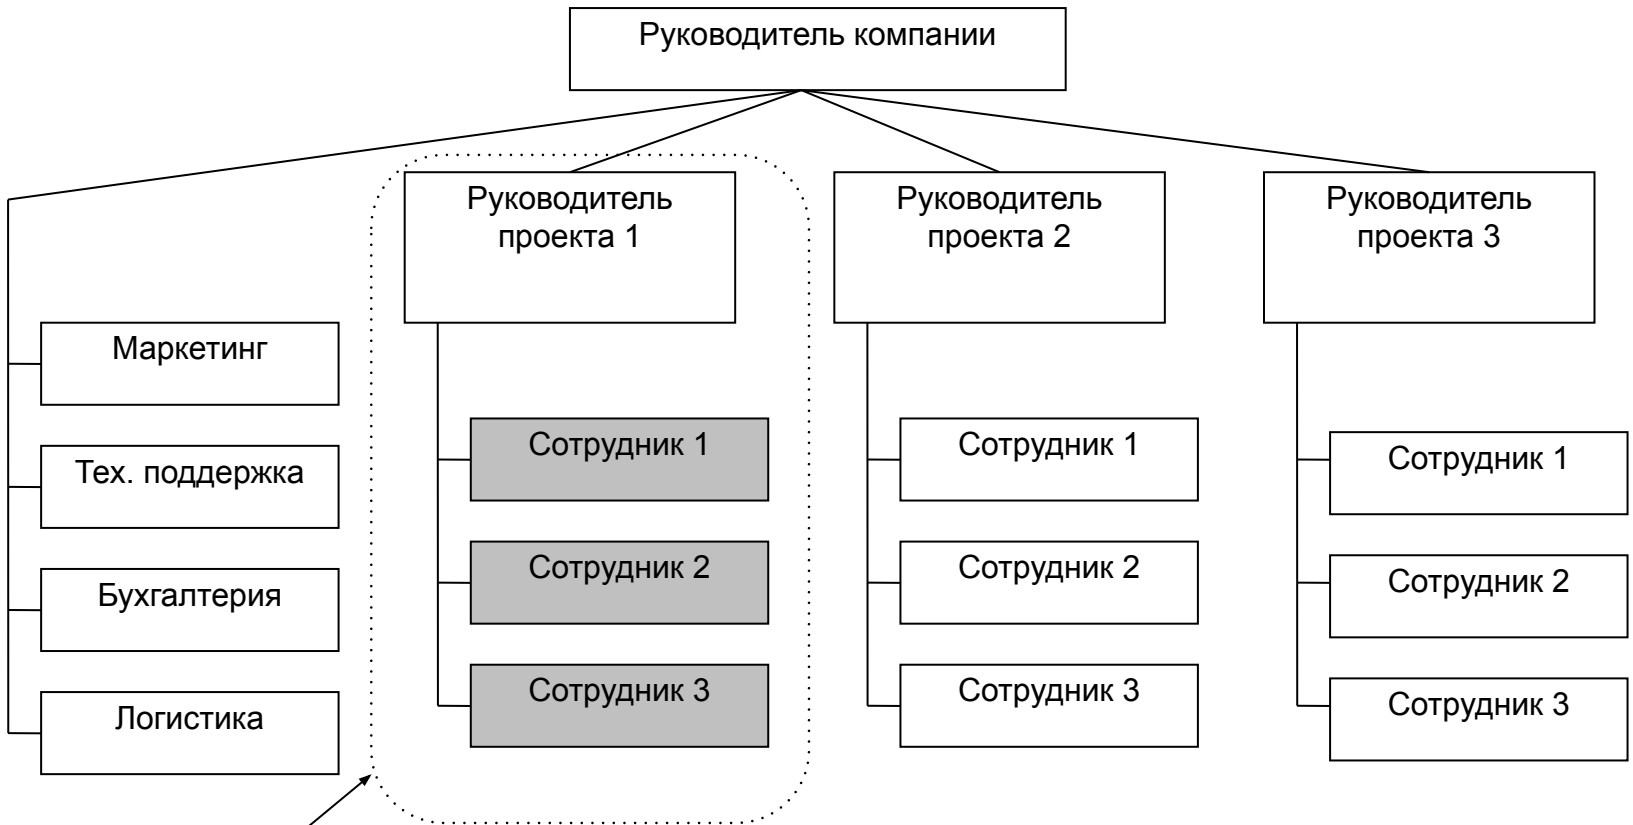 Руководитель компании
Руководитель
проекта 1
Руководитель
проекта 2
Руководитель
проекта 3
Маркетинг
Тех. поддержка
Бухгалтерия
Логистика
Сотрудник 1
Сотрудник 2
Сотрудник 3
Сотрудник 1
Сотрудник 2
Сотрудник 3
Сотрудник 1
Сотрудник 2
Сотрудник 3